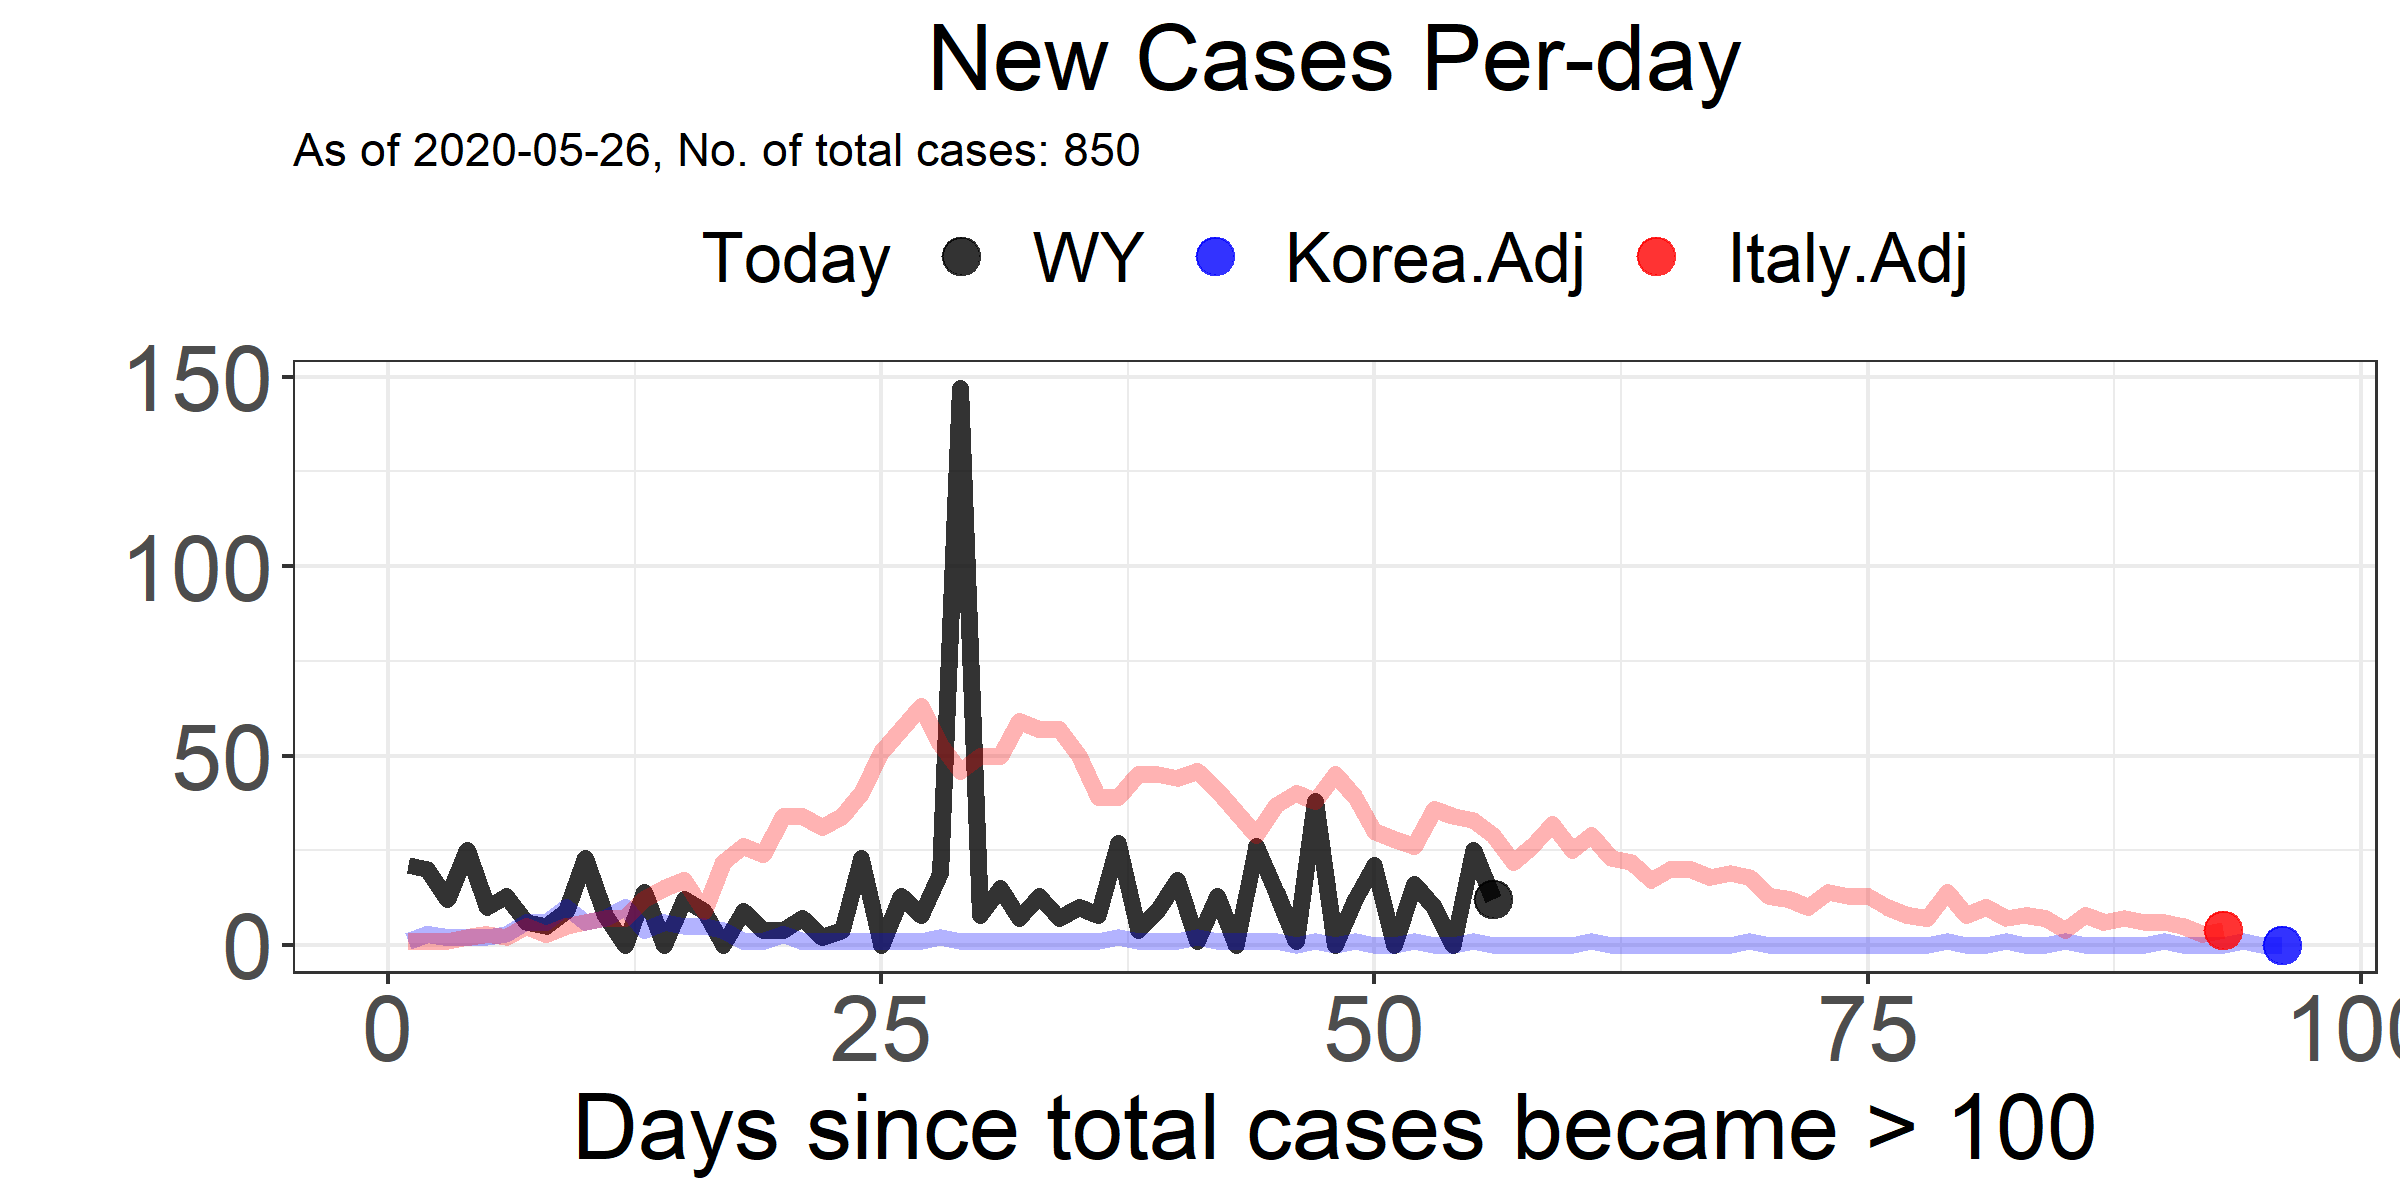 New Cases Per-day
As of 2020-05-26, No. of total cases: 850
Today WY Korea.Adj Italy.Adj
150
100
50
0
0 25 50 75 100
Days since total cases became > 100